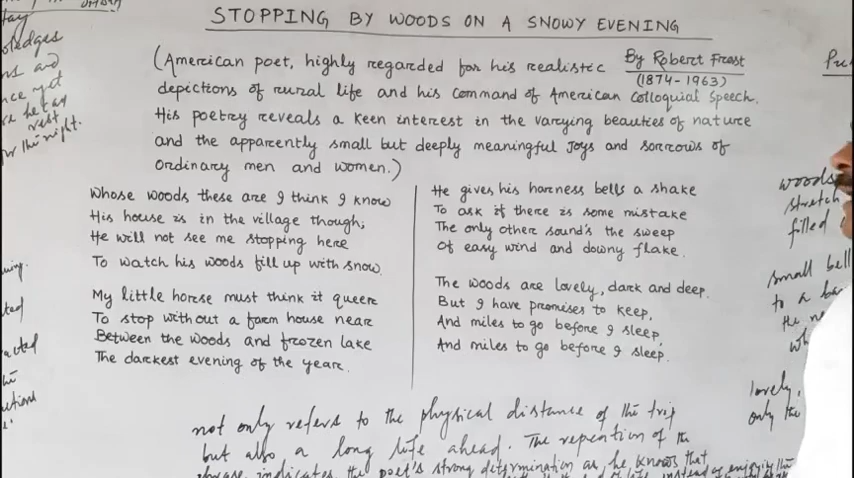 STOPPING BY WOODS ON A SNOWY EVENING
By Robert Frost
(1874-1963)
(American poet, highly regarded for his realistic
depictions of rural life and his command of American Colloquial Speech.
His poetry reveals a keen interest in the varying beauties of nature
and the apparently small but deeply meaningful Joys and sorrows of
Ordinary men and women.)
Whose woods these are I think I know
His house is in the village though;
He will not see me stopping here
To watch his woods fill up with snow.
My little horse must think it queer
To stop without a farm house near
Between the woods and frozen lake
The darkest evening of the year.
He gives his harness bells a shake
To ask if there is some mistake
The only other sound's the sweep
Of easy wind and downy flake.
The woods are lovely, dark and deep.
But I have promises to keep,
And miles to go before I sleep,
And miles to go before I sleep.
not only refers to the physical distance of the trip
but also a long life ahead. The repention of the
phrase indicates the poet's strong determination as he knows that
rest
or the night.
woods
stretch
filled
small bell
to a
the
lovely,
only the